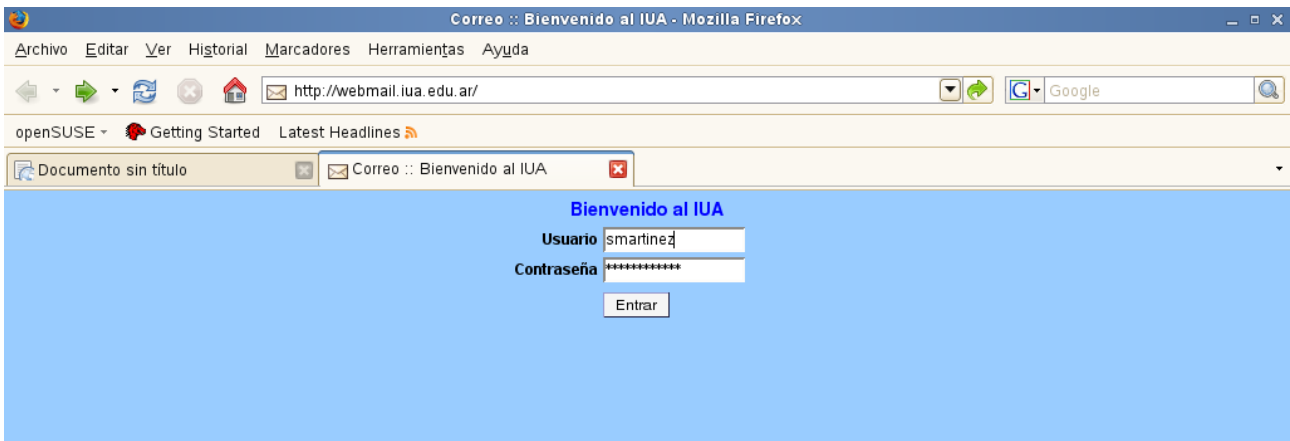 Correo :: Bienvenido al IUA - Mozilla Firefox
Archivo Editar Ver Historial Marcadores Herramientas Ayuda
http://webmail.iua.edu.ar/ G Google
openSUSE Getting Started Latest Headlines
Documento sin título Correo :: Bienvenido al IUA
Bienvenido al IUA
Usuario smartinez
Contraseña ************
Entrar